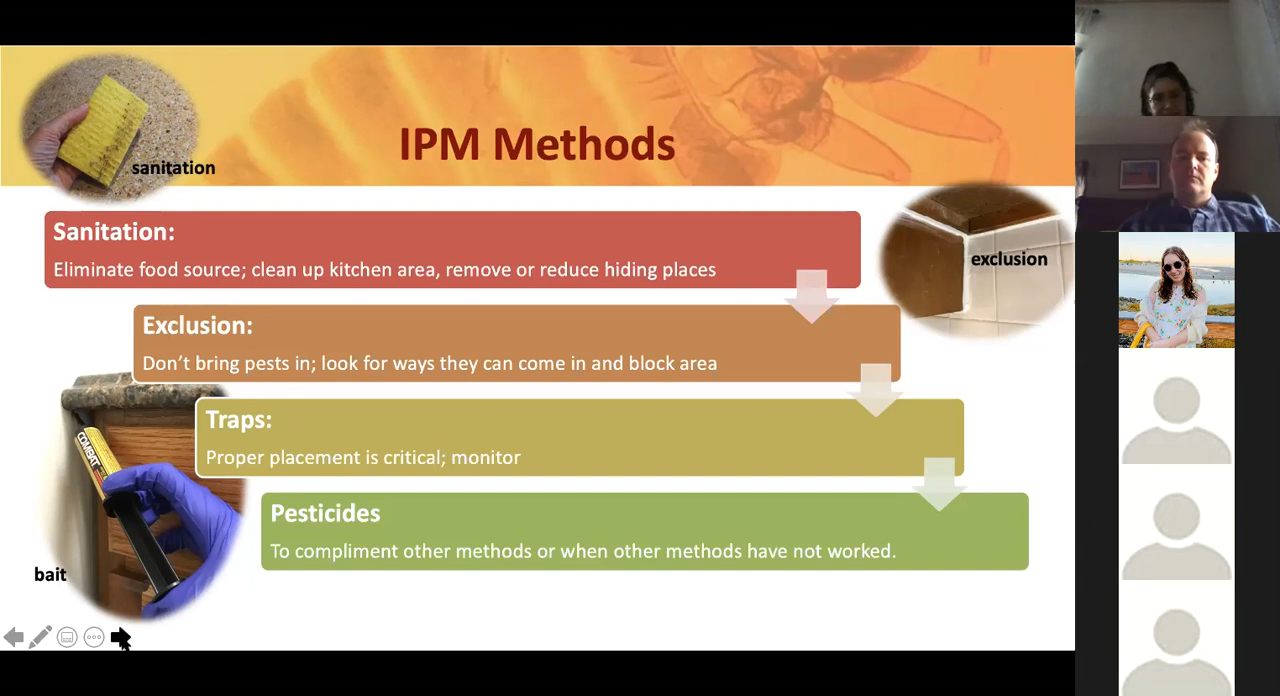 IPM Methods
sanitation
Sanitation:
Eliminate food source; clean up kitchen area, remove or reduce hiding places
exclusion
Exclusion:
Don’t bring pests in; look for ways they can come in and block area
Traps:
Proper placement is critical; monitor
COMBAT
Pesticides
To compliment other methods or when other methods have not worked.
bait